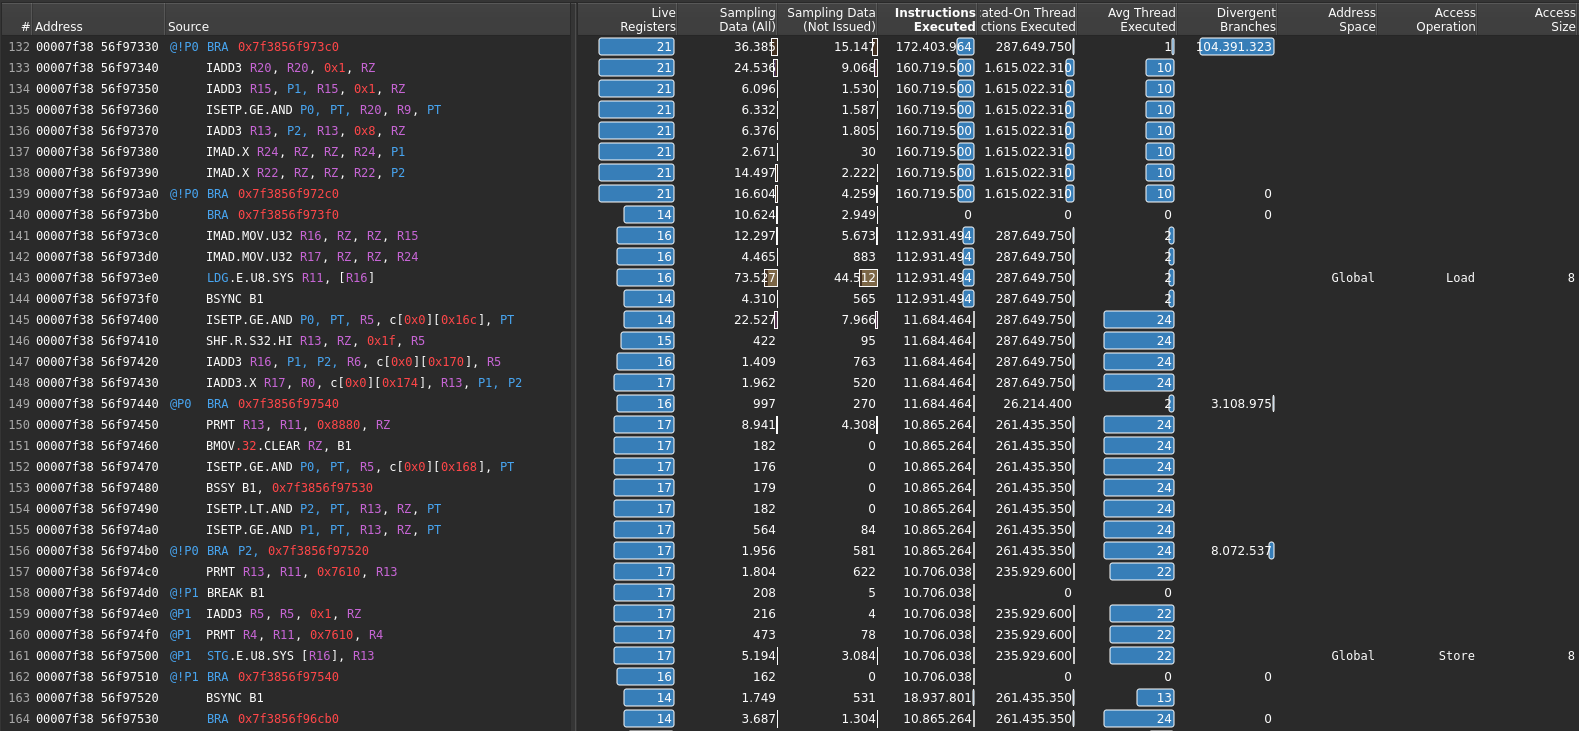 # Address Source Live Registers Sampling Data (All) Sampling Data (Not Issued) Instructions Executed :ated-On Thread ctions Executed Avg Thread Executed Divergent Branches Address Space Access Operation Access Size
132 00007f38 56f97330 @!P0 BRA 0x7f3856f973c0 21 36.385 15.147 172.403.964 287.649.750 1 104.391.323
133 00007f38 56f97340 IADD3 R20, R20, 0x1, RZ 21 24.536 9.068 160.719.500 1.615.022.310 10
134 00007f38 56f97350 IADD3 R15, P1, R15, 0x1, RZ 21 6.096 1.530 160.719.500 1.615.022.310 10
135 00007f38 56f97360 ISETP.GE.AND P0, PT, R20, R9, PT 21 6.332 1.587 160.719.500 1.615.022.310 10
136 00007f38 56f97370 IADD3 R13, P2, R13, 0x8, RZ 21 6.376 1.805 160.719.500 1.615.022.310 10
137 00007f38 56f97380 IMAD.X R24, RZ, RZ, R24, P1 21 2.671 30 160.719.500 1.615.022.310 10
138 00007f38 56f97390 IMAD.X R22, RZ, RZ, R22, P2 21 14.497 2.222 160.719.500 1.615.022.310 10
139 00007f38 56f973a0 @!P0 BRA 0x7f3856f972c0 21 16.604 4.259 160.719.500 1.615.022.310 10 0
140 00007f38 56f973b0 BRA 0x7f3856f973f0 14 10.624 2.949 0 0 0 0
141 00007f38 56f973c0 IMAD.MOV.U32 R16, RZ, RZ, R15 16 12.297 5.673 112.931.494 287.649.750 2
142 00007f38 56f973d0 IMAD.MOV.U32 R17, RZ, RZ, R24 16 4.465 883 112.931.494 287.649.750 2
143 00007f38 56f973e0 LDG.E.U8.SYS R11, [R16] 16 73.527 44.512 112.931.494 287.649.750 2 Global Load 8
144 00007f38 56f973f0 BSYNC B1 14 4.310 565 112.931.494 287.649.750 2
145 00007f38 56f97400 ISETP.GE.AND P0, PT, R5, c[0x0][0x16c], PT 14 22.527 7.966 11.684.464 287.649.750 24
146 00007f38 56f97410 SHF.R.S32.HI R13, RZ, 0x1f, R5 15 422 95 11.684.464 287.649.750 24
147 00007f38 56f97420 IADD3 R16, P1, P2, R6, c[0x0][0x170], R5 16 1.409 763 11.684.464 287.649.750 24
148 00007f38 56f97430 IADD3.X R17, R0, c[0x0][0x174], R13, P1, P2 17 1.962 520 11.684.464 287.649.750 24
149 00007f38 56f97440 @P0 BRA 0x7f3856f97540 16 997 270 11.684.464 26.214.400 2 3.108.975
150 00007f38 56f97450 PRMT R13, R11, 0x8880, RZ 17 8.941 4.308 10.865.264 261.435.350 24
151 00007f38 56f97460 BMOV.32.CLEAR RZ, B1 17 182 0 10.865.264 261.435.350 24
152 00007f38 56f97470 ISETP.GE.AND P0, PT, R5, c[0x0][0x168], PT 17 176 0 10.865.264 261.435.350 24
153 00007f38 56f97480 BSSY B1, 0x7f3856f97530 17 179 0 10.865.264 261.435.350 24
154 00007f38 56f97490 ISETP.LT.AND P2, PT, R13, RZ, PT 17 182 0 10.865.264 261.435.350 24
155 00007f38 56f974a0 ISETP.GE.AND P1, PT, R13, RZ, PT 17 564 84 10.865.264 261.435.350 24
156 00007f38 56f974b0 @!P0 BRA P2, 0x7f3856f97520 17 1.956 581 10.865.264 261.435.350 24 8.072.537
157 00007f38 56f974c0 PRMT R13, R11, 0x7610, R13 17 1.804 622 10.706.038 235.929.600 22
158 00007f38 56f974d0 @!P1 BREAK B1 17 208 5 10.706.038 0 0
159 00007f38 56f974e0 @P1 IADD3 R5, R5, 0x1, RZ 17 216 4 10.706.038 235.929.600 22
160 00007f38 56f974f0 @P1 PRMT R4, R11, 0x7610, R4 17 473 78 10.706.038 235.929.600 22
161 00007f38 56f97500 @P1 STG.E.U8.SYS [R16], R13 17 5.194 3.084 10.706.038 235.929.600 22 Global Store 8
162 00007f38 56f97510 @!P1 BRA 0x7f3856f97540 16 162 0 10.706.038 0 0 0
163 00007f38 56f97520 BSYNC B1 14 1.749 531 18.937.801 261.435.350 13
164 00007f38 56f97530 BRA 0x7f3856f96cb0 14 3.687 1.304 10.865.264 261.435.350 24 0